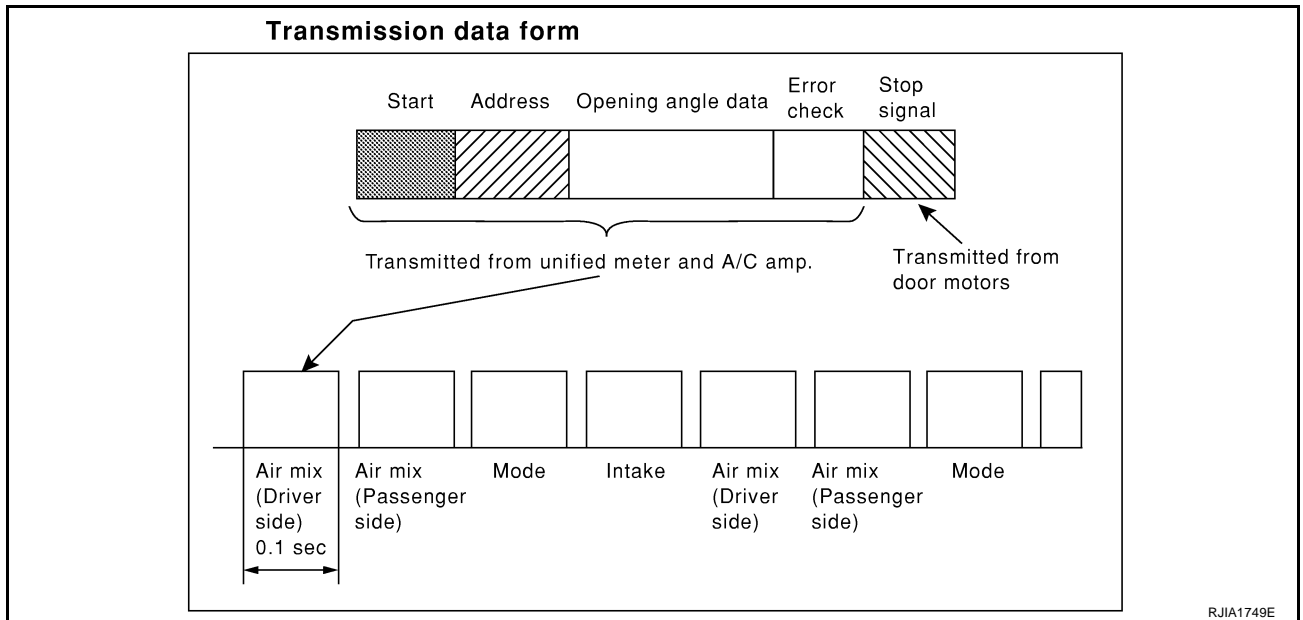 Transmission data form
Start
Address
Opening angle data
Error
check
Stop
signal
Transmitted from unified meter and A/C amp.
Transmitted from
door motors
Air mix
(Driver
side)
0.1 sec
Air mix
(Passenger
side)
Mode
Intake
Air mix
(Driver
side)
Air mix
(Passenger
side)
Mode
RJIA1749E